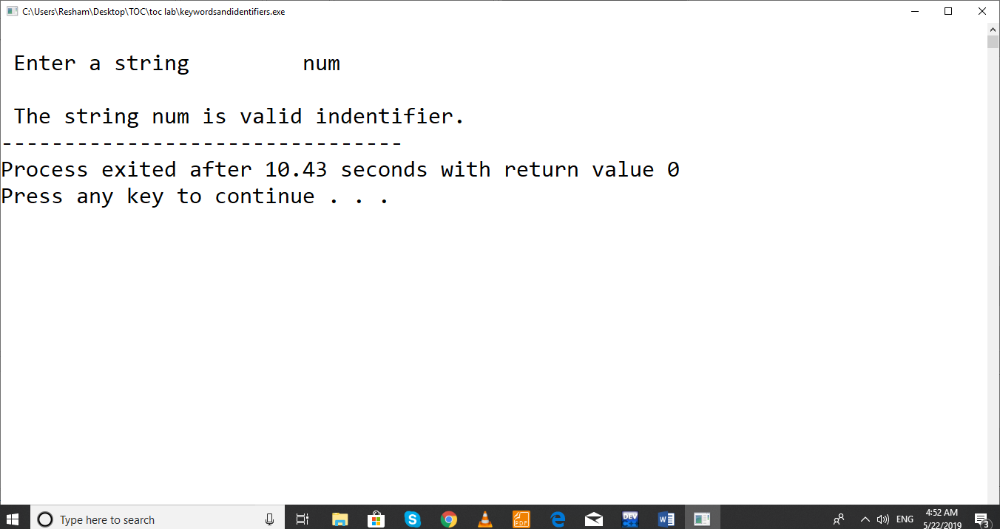 C:\Users\Resham\Desktop\TOC\toc lab\keywordsandidentifiers.exe
Enter a string num
The string num is valid indentifier.
--------------------------------
Process exited after 10.43 seconds with return value 0
Press any key to continue . . .
Type here to search
PDF
DEV
C++
W
S
ENG
4:52 AM
5/22/2019
3